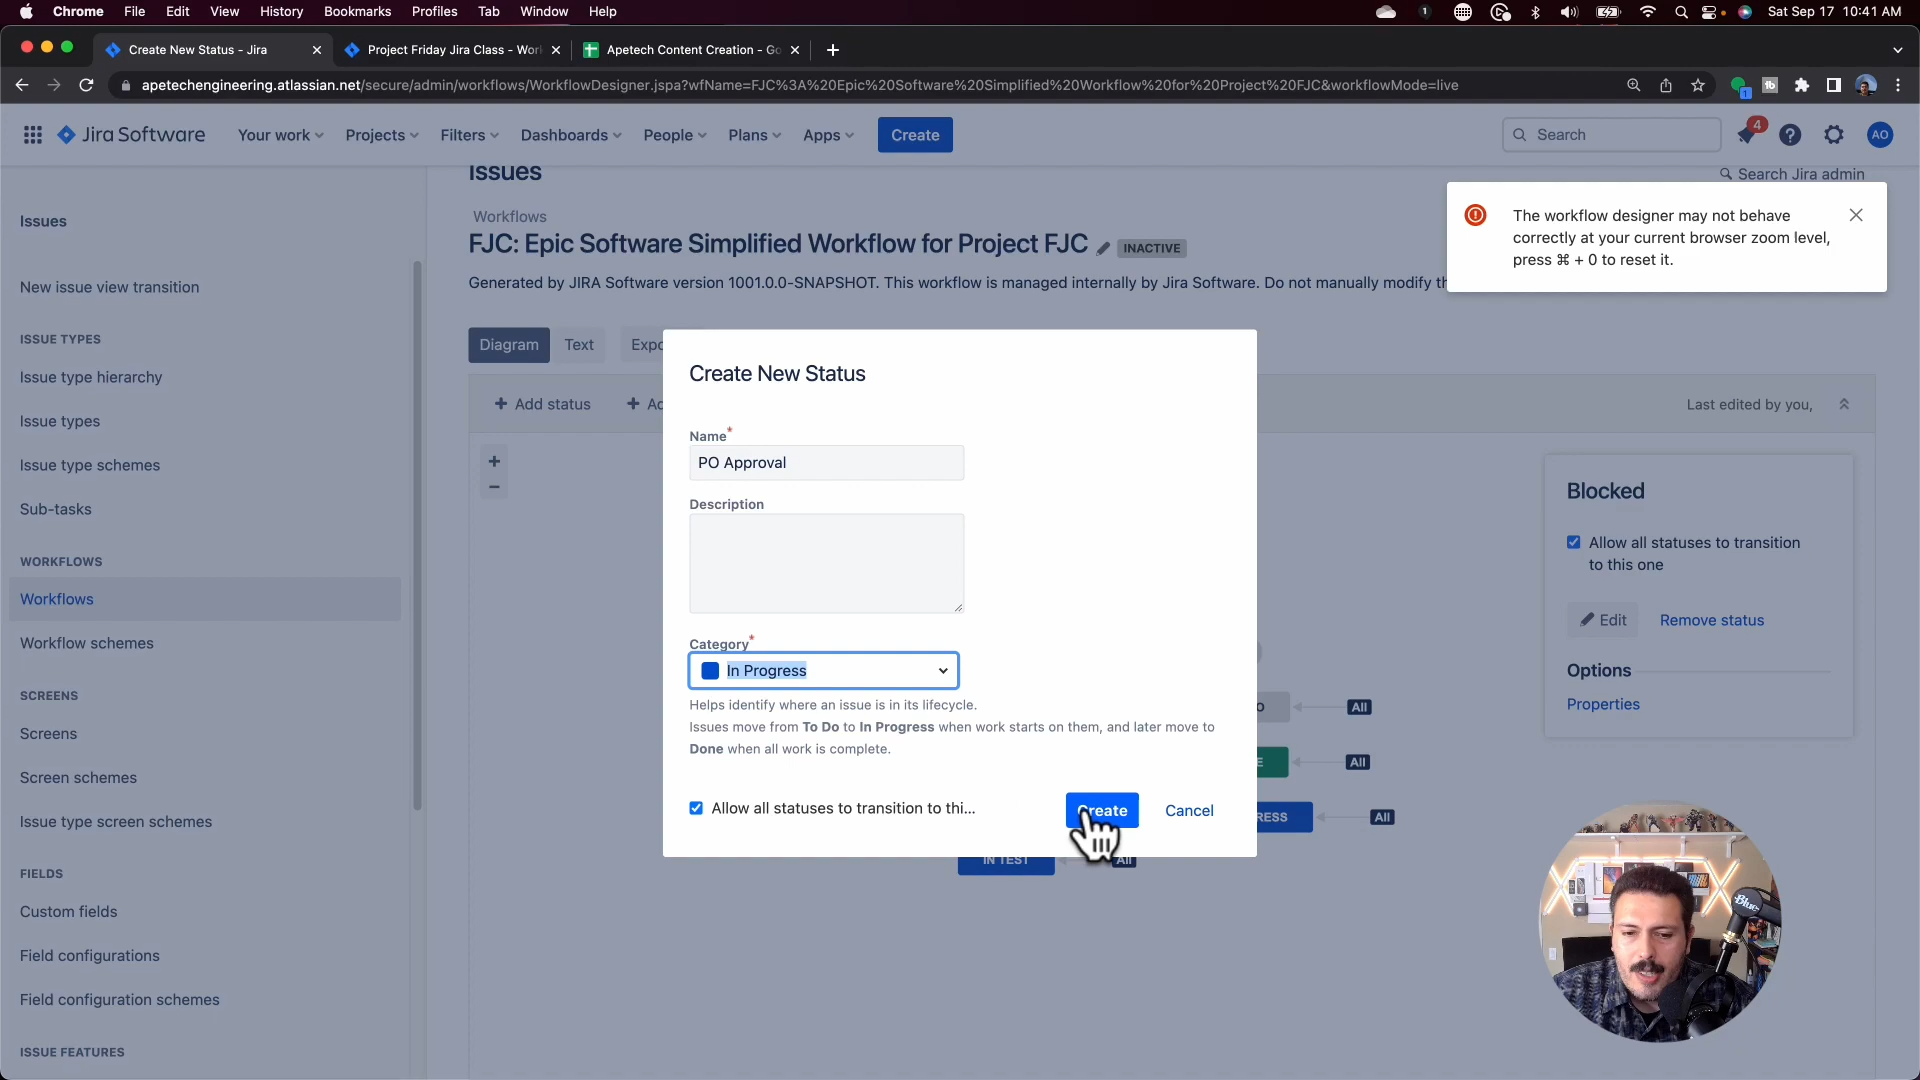 Chrome File Edit View History Bookmarks Profiles Tab Window Help
1 Sat Sep 17 10:41 AM
Create New Status - Jira
Project Friday Jira Class - Wor
Apetech Content Creation - Go
apetechengineering.atlassian.net/secure/admin/workflows/WorkflowDesigner.jspa?wfName=FJC%3A%20Epic%20Software%20Simplified%20Workflow%20for%20Project%20FJC&workflowMode=live
1
Jira Software Your work Projects Filters Dashboards People Plans Apps Create
Search
4
AO
Issues
New issue view transition
ISSUE TYPES
Issue type hierarchy
Issue types
Issue type schemes
Sub-tasks
WORKFLOWS
Workflows
Workflow schemes
SCREENS
Screens
Screen schemes
Issue type screen schemes
FIELDS
Custom fields
Field configurations
Field configuration schemes
ISSUE FEATURES
Issues
Search Jira admin
Workflows
FJC: Epic Software Simplified Workflow for Project FJC INACTIVE
Generated by JIRA Software version 1001.0.0-SNAPSHOT. This workflow is managed internally by Jira Software. Do not manually modify th
The workflow designer may not behave
correctly at your current browser zoom level,
press ⌘ + 0 to reset it.
Diagram Text Expo
+ Add status + Ad
Last edited by you,
Create New Status
Name*
PO Approval
Description
Category*
In Progress
Helps identify where an issue is in its lifecycle.
Issues move from To Do to In Progress when work starts on them, and later move to
Done when all work is complete.
Allow all statuses to transition to thi...
Create Cancel
O All
E All
RESS All
IN TEST All
Blocked
Allow all statuses to transition
to this one
Edit Remove status
Options
Properties
Blue